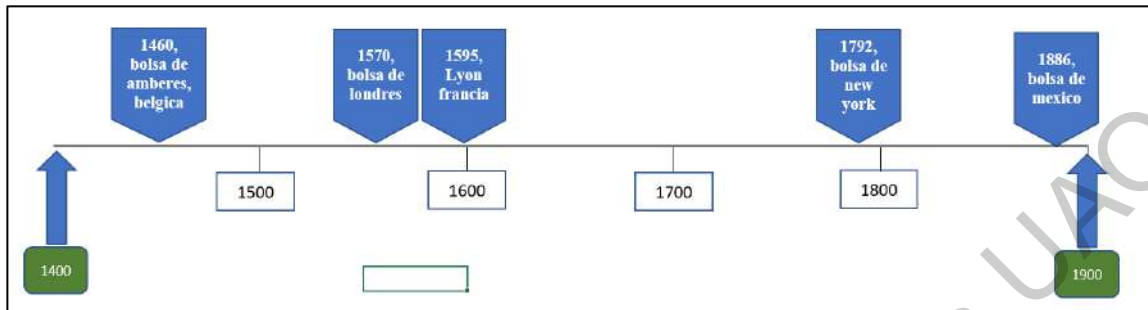 1460,
bolsa de
amberes,
belgica
1570,
bolsa de
londres
1595,
Lyon
francia
1792,
bolsa de
new
york
1886,
bolsa de
mexico
1500
1600
1700
1800
1400
1900
UAQ